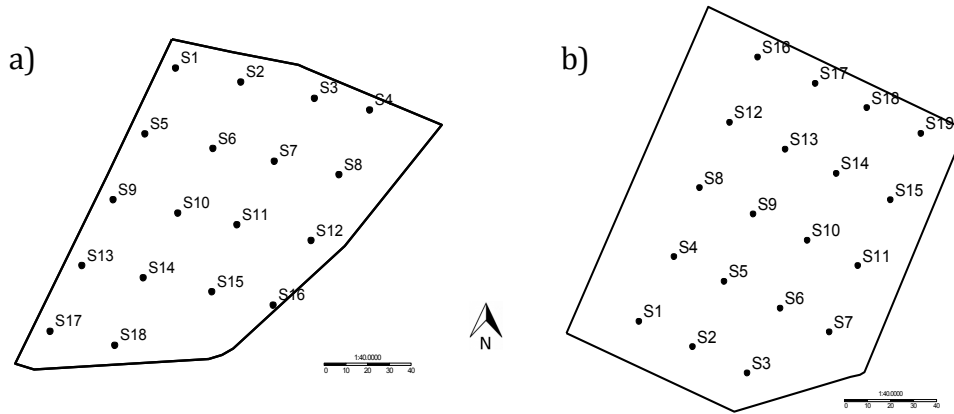 a)
S1
S2
S3
S4
S5
S6
S7
S8
S9
S10
S11
S12
S13
S14
S15
S16
S17
S18
1:40.0000
0 10 20 30 40
N
b)
S16
S17
S18
S19
S12
S13
S14
S15
S8
S9
S10
S11
S4
S5
S6
S7
S1
S2
S3
1:40.0000
0 10 20 30 40